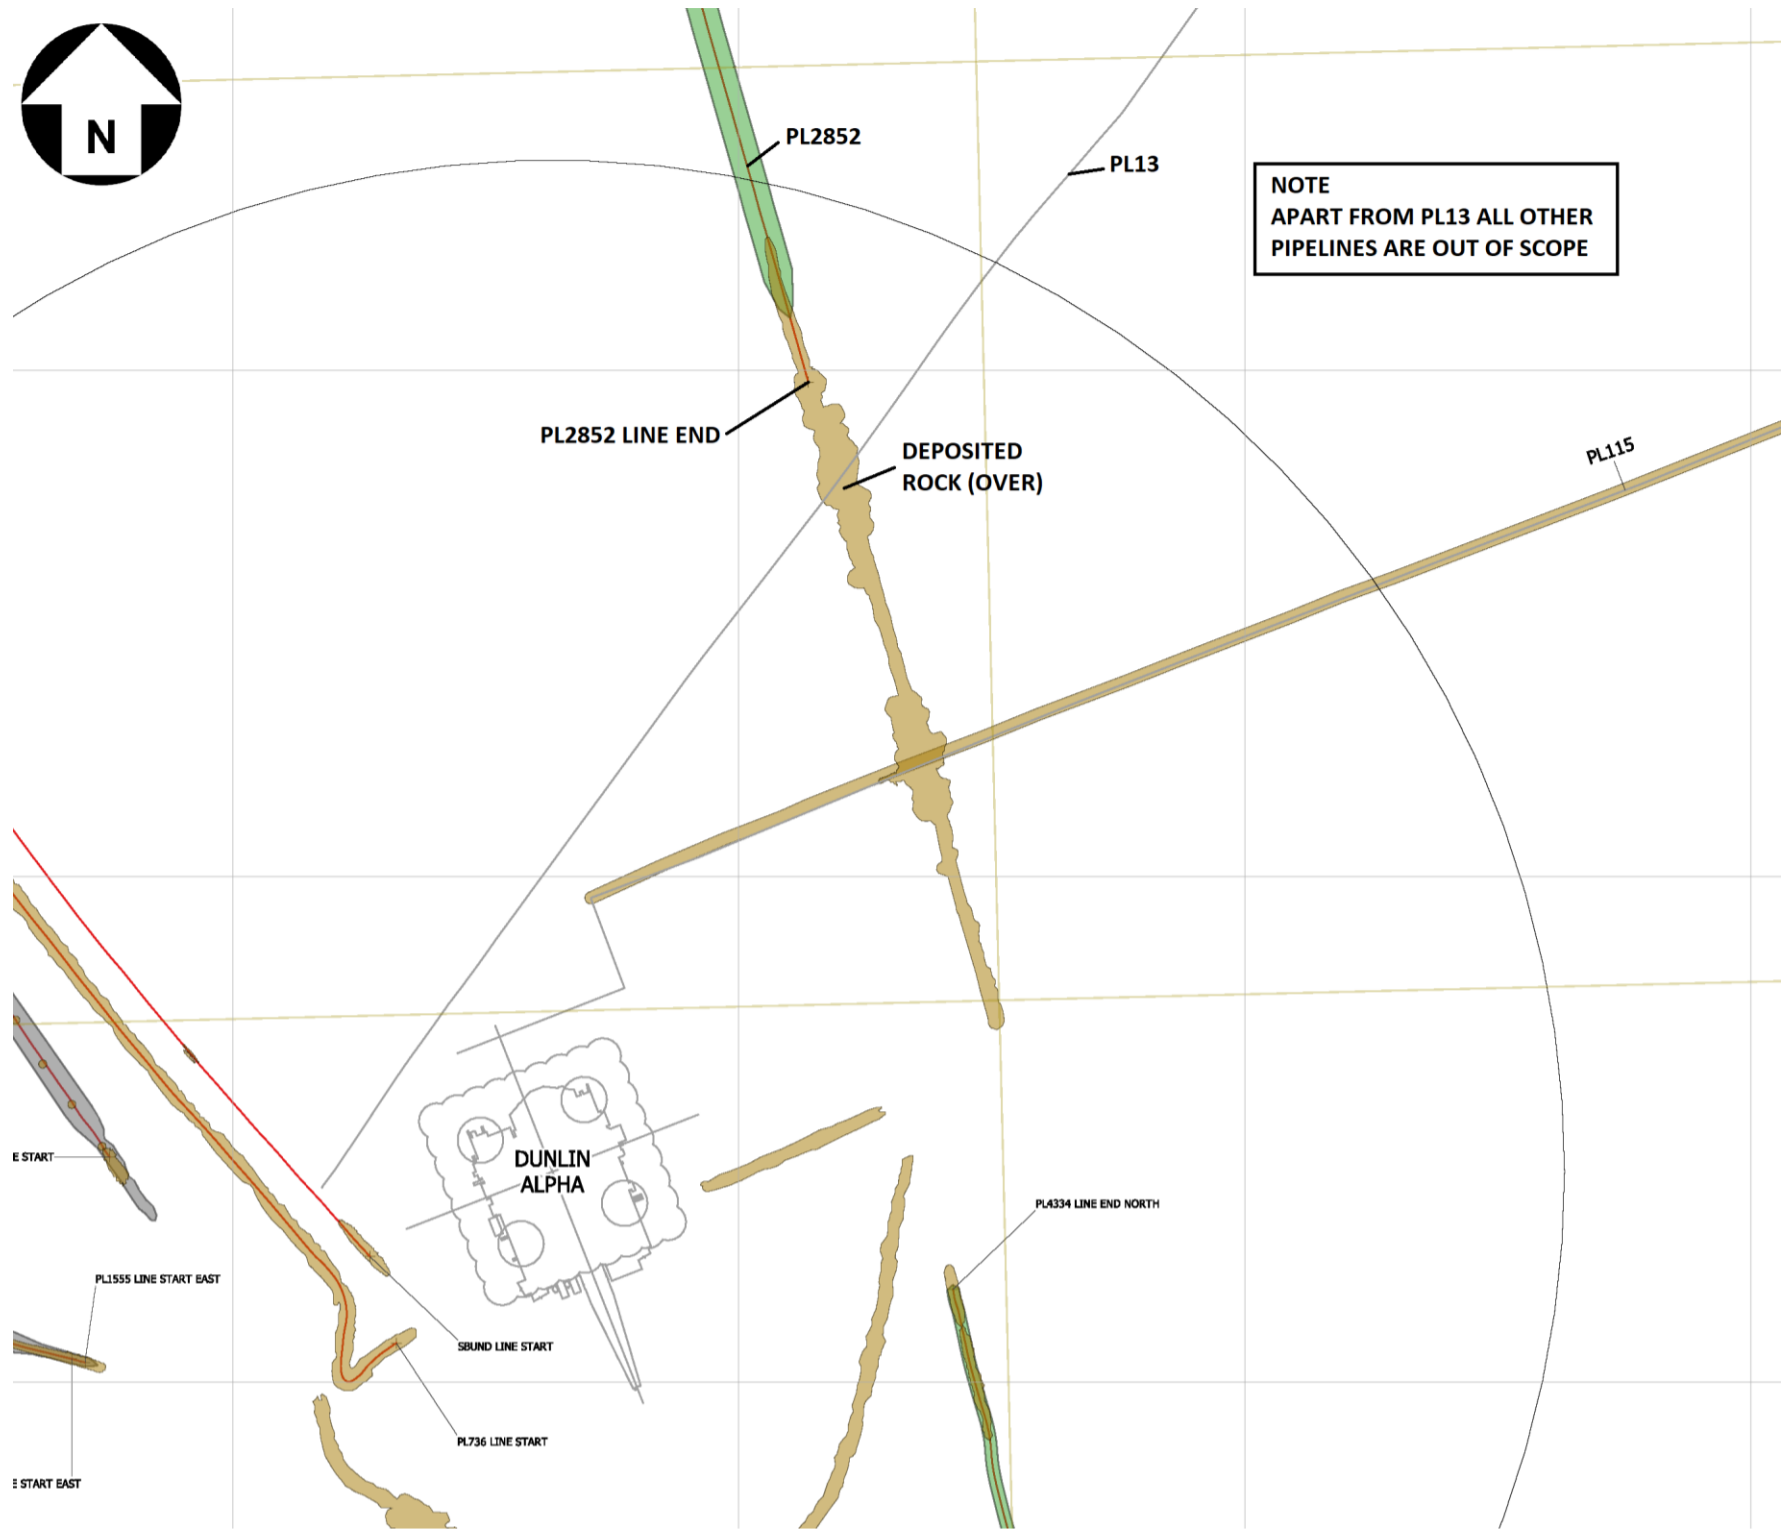 N
PL2852
PL13
NOTE
APART FROM PL13 ALL OTHER
PIPELINES ARE OUT OF SCOPE
PL2852 LINE END
DEPOSITED
ROCK (OVER)
PL115
E START
DUNLIN
ALPHA
PL4334 LINE END NORTH
PL1555 LINE START EAST
SBUND LINE START
PL736 LINE START
E START EAST